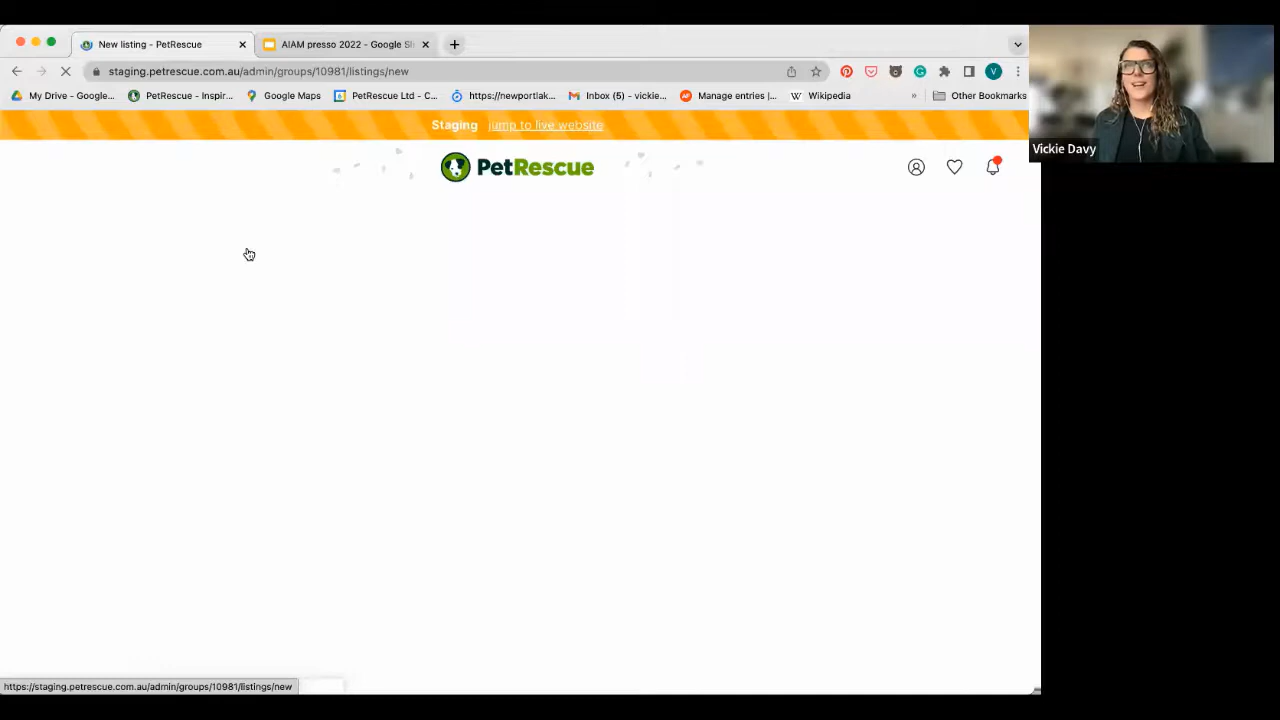 New listing - PetRescue
AIAM presso 2022 - Google Sl
staging.petrescue.com.au/admin/groups/10981/listings/new
My Drive - Google...
PetRescue - Inspir...
Google Maps
PetRescue Ltd - C...
https://newportlak...
Inbox (5) - vickie...
Manage entries |...
W Wikipedia
»
Other Bookmarks
V
Staging jump to live website
PetRescue
Vickie Davy
https://staging.petrescue.com.au/admin/groups/10981/listings/new